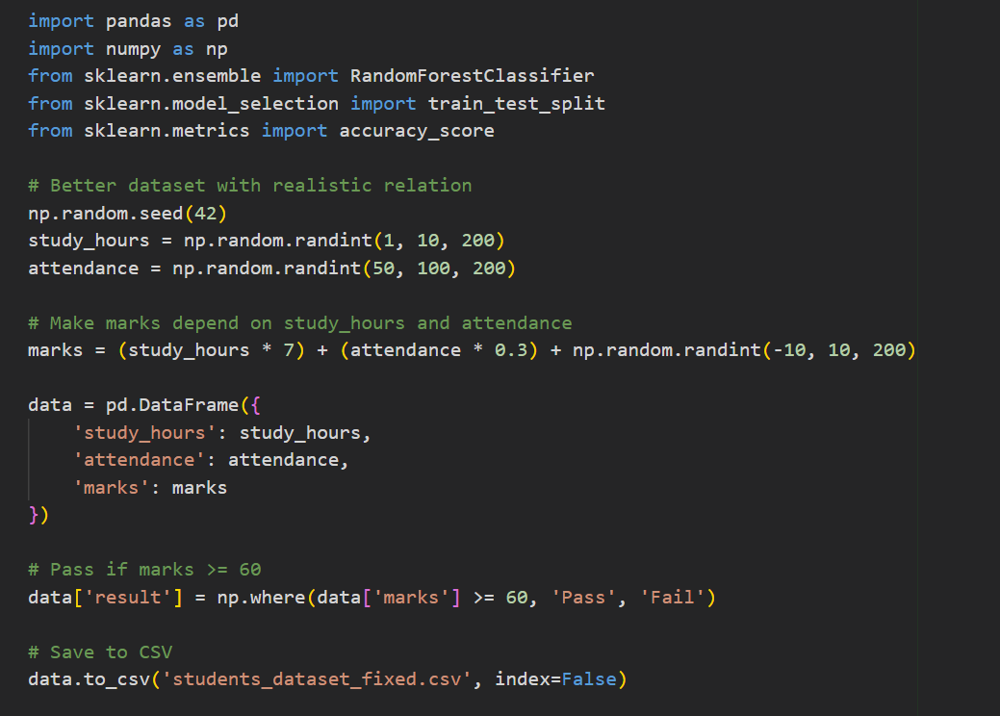 import pandas as pd
import numpy as np
from sklearn.ensemble import RandomForestClassifier
from sklearn.model_selection import train_test_split
from sklearn.metrics import accuracy_score
# Better dataset with realistic relation
np.random.seed(42)
study_hours = np.random.randint(1, 10, 200)
attendance = np.random.randint(50, 100, 200)
# Make marks depend on study_hours and attendance
marks = (study_hours * 7) + (attendance * 0.3) + np.random.randint(-10, 10, 200)
data = pd.DataFrame({
    'study_hours': study_hours,
    'attendance': attendance,
    'marks': marks
})
# Pass if marks >= 60
data['result'] = np.where(data['marks'] >= 60, 'Pass', 'Fail')
# Save to CSV
data.to_csv('students_dataset_fixed.csv', index=False)